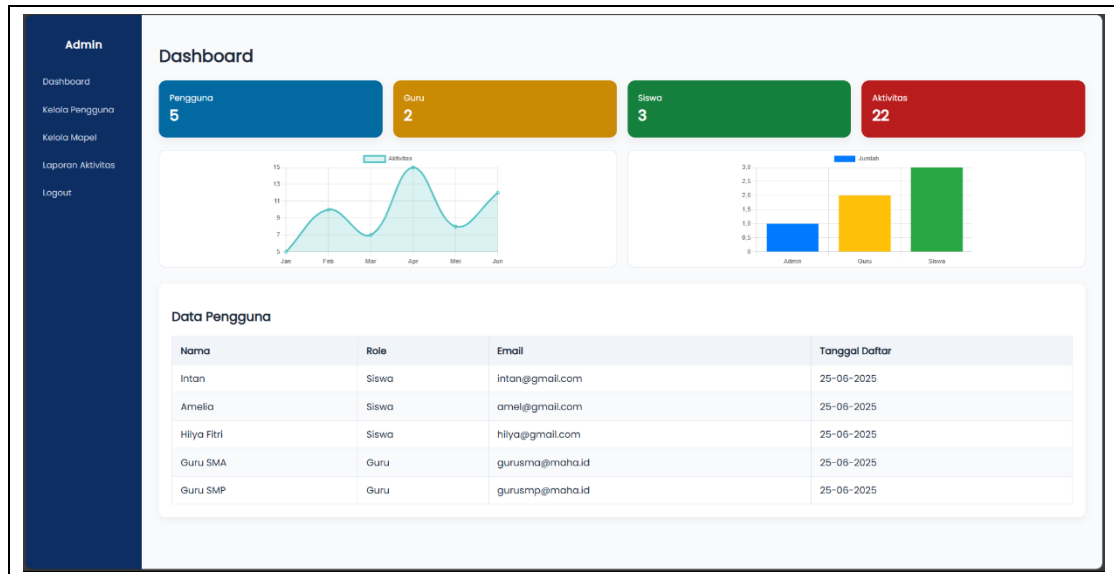 Admin
Dashboard
Kelola Pengguna
Kelola Mapel
Laporan Aktivitas
Logout
Dashboard
Pengguna
5
Guru
2
Siswa
3
Aktivitas
22
Aktivitas
15
13
11
9
7
5
Jan Feb Mar Apr Mei Jun
Jumlah
3,0
2,5
2,0
1,5
1,0
0,5
0
Admin Guru Siswa
Data Pengguna
Nama Role Email Tanggal Daftar
Intan Siswa intan@gmail.com 25-06-2025
Amelia Siswa amel@gmail.com 25-06-2025
Hilya Fitri Siswa hilya@gmail.com 25-06-2025
Guru SMA Guru gurusma@maha.id 25-06-2025
Guru SMP Guru gurusmp@maha.id 25-06-2025